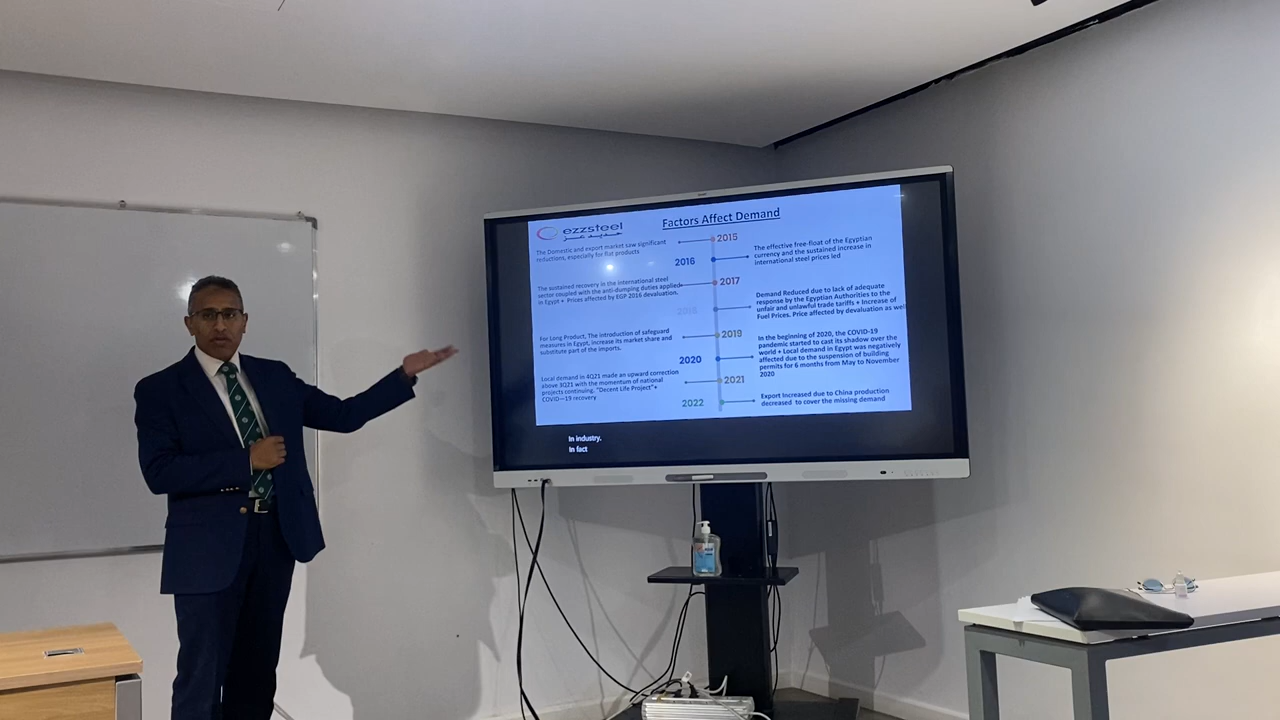 ezzsteel
حديد عز
Factors Affect Demand
2015
The Domestic and export market saw significant
reductions, especially for flat products
2016
The effective free-float of the Egyptian
currency and the sustained increase in
international steel prices led
2017
The sustained recovery in the international steel
sector coupled with the anti-dumping duties applied
in Egypt + Prices affected by EGP 2016 devaluation.
2018
Demand Reduced due to lack of adequate
response by the Egyptian Authorities to the
unfair and unlawful trade tariffs + Increase of
Fuel Prices. Price affected by devaluation as well
2019
For Long Product, The introduction of safeguard
measures in Egypt, increase its market share and
substitute part of the imports.
2020
In the beginning of 2020, the COVID-19
pandemic started to cast its shadow over the
world + Local demand in Egypt was negatively
affected due to the suspension of building
permits for 6 months from May to November
2020
2021
Local demand in 4Q21 made an upward correction
above 3Q21 with the momentum of national
projects continuing. "Decent Life Project"+
COVID—19 recovery
2022
Export Increased due to China production
decreased to cover the missing demand
In industry.
In fact